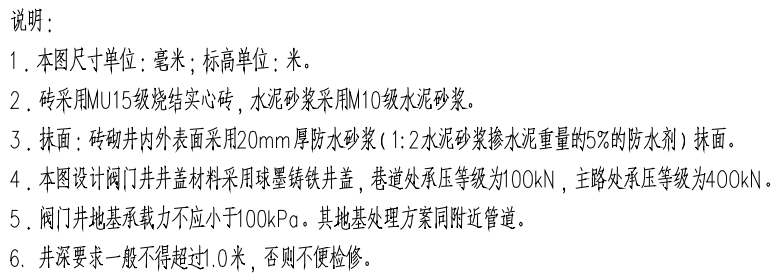 说明：
1．本图尺寸单位：毫米；标高单位：米。
2．砖采用MU15级烧结实心砖，水泥砂浆采用M10级水泥砂浆。
3．抹面：砖砌井内外表面采用20mm厚防水砂浆（1：2水泥砂浆掺水泥重量的5%的防水剂）抹面。
4．本图设计阀门井井盖材料采用球墨铸铁井盖，巷道处承压等级为100kN，主路处承压等级为400kN。
5．阀门井地基承载力不应小于100kPa。其地基处理方案同附近管道。
6. 井深要求一般不得超过1.0米，否则不便检修。